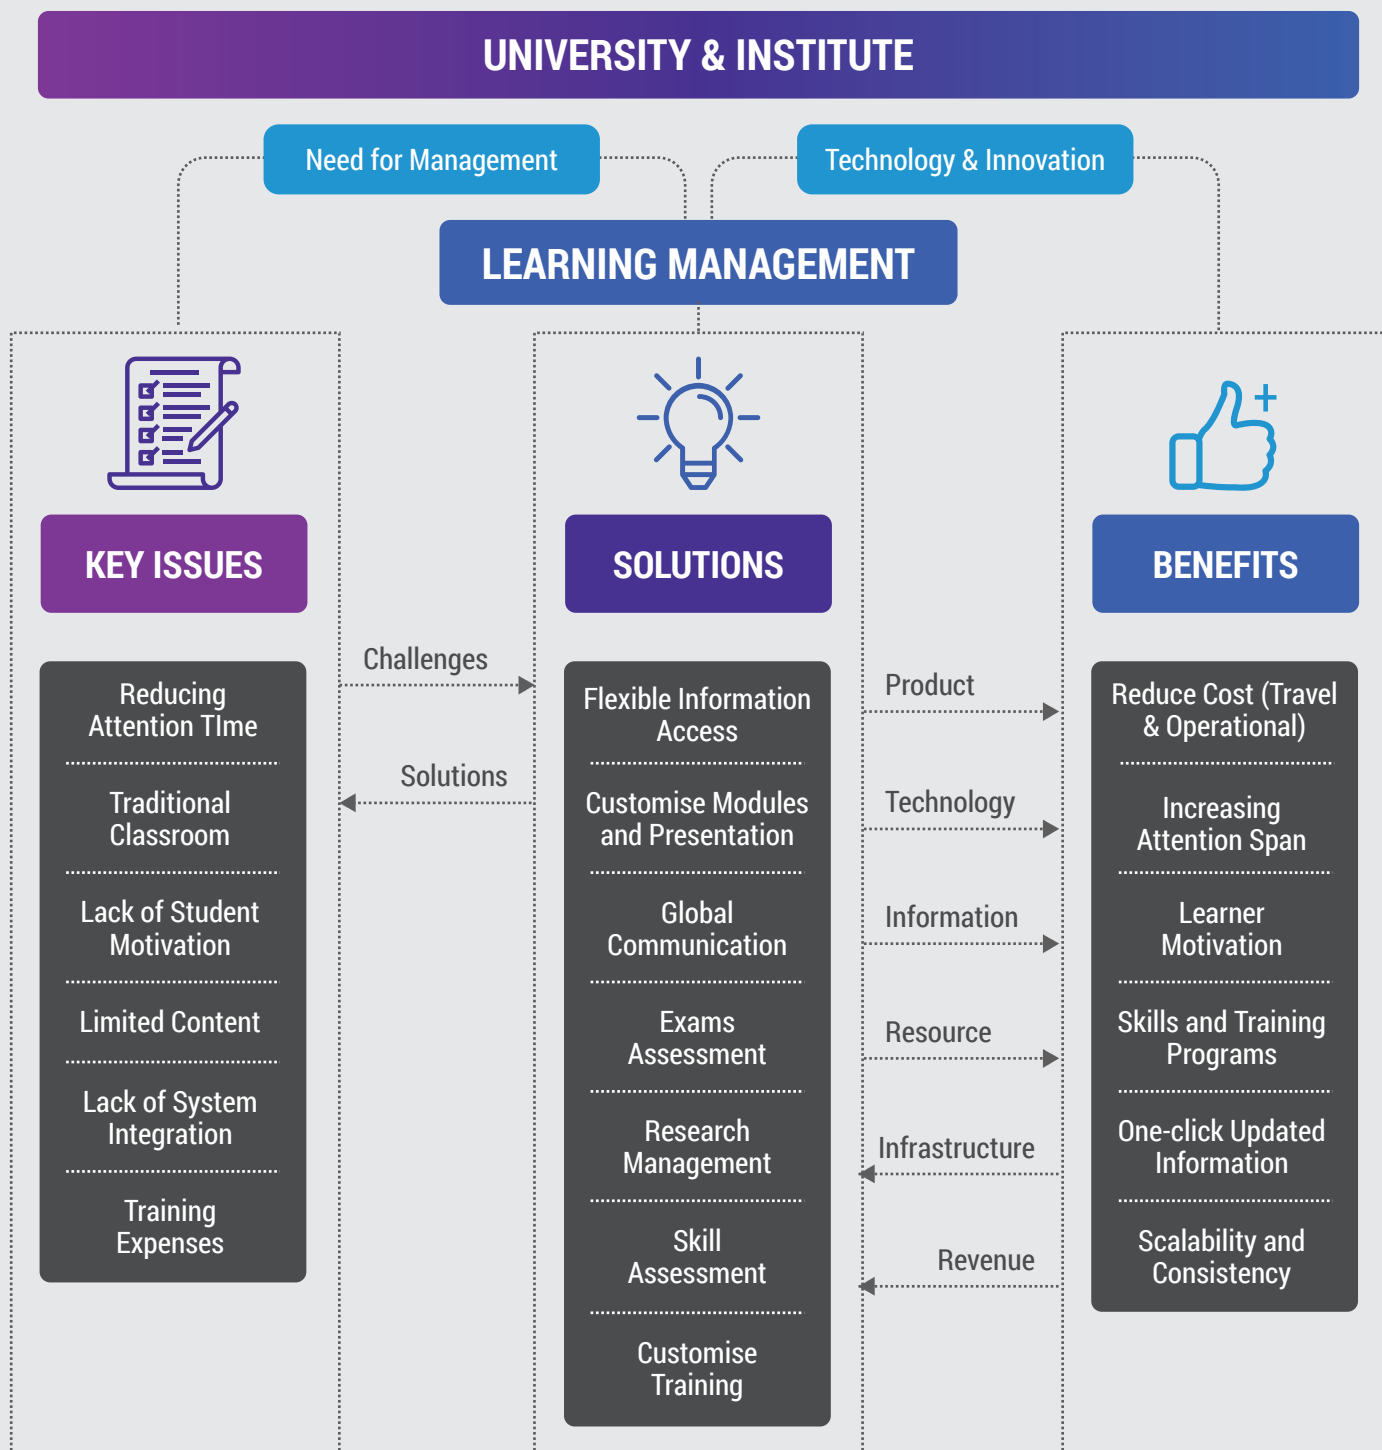 UNIVERSITY & INSTITUTE
Need for Management
Technology & Innovation
LEARNING MANAGEMENT
KEY ISSUES
Reducing
Attention TIme
Traditional
Classroom
Lack of Student
Motivation
Limited Content
Lack of System
Integration
Training
Expenses
Challenges
Solutions
SOLUTIONS
Flexible Information
Access
Customise Modules
and Presentation
Global
Communication
Exams
Assessment
Research
Management
Skill
Assessment
Customise
Training
Product
Technology
Information
Resource
Infrastructure
Revenue
BENEFITS
Reduce Cost (Travel
& Operational)
Increasing
Attention Span
Learner
Motivation
Skills and Training
Programs
One-click Updated
Information
Scalability and
Consistency